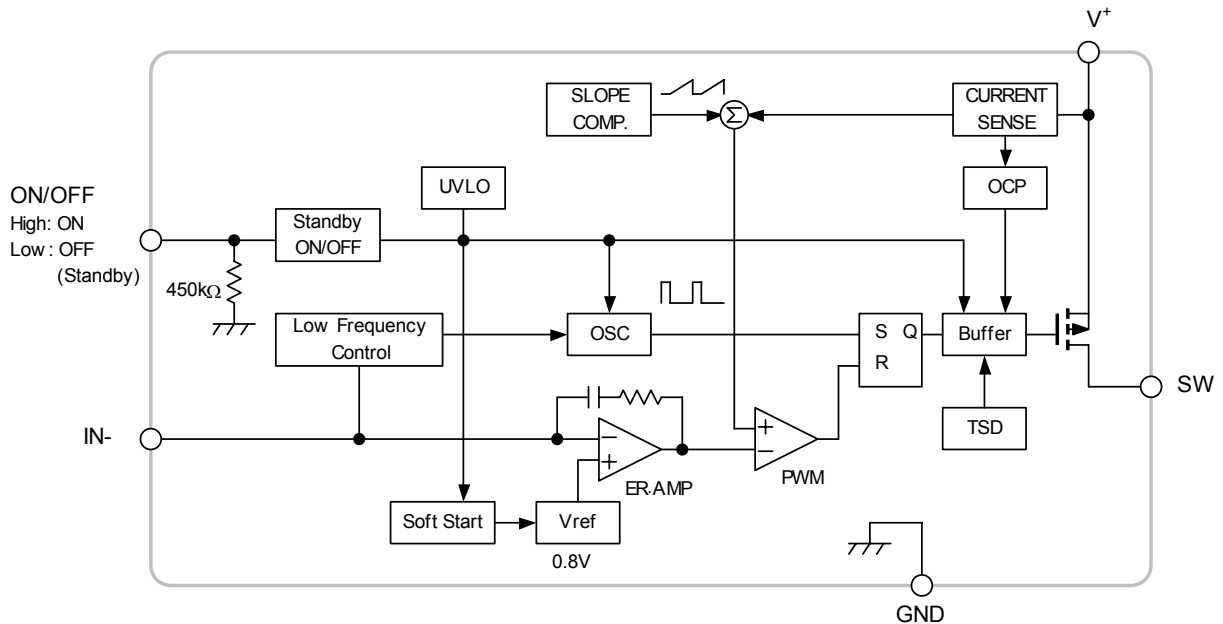 V+
SLOPE
COMP.
Σ
CURRENT
SENSE
UVLO
OCP
ON/OFF
High: ON
Low : OFF
(Standby)
Standby
ON/OFF
450kΩ
Low Frequency
Control
OSC
S Q
R
Buffer
SW
IN-
−
+
ER.AMP
+
−
PWM
TSD
Soft Start
Vref
0.8V
GND